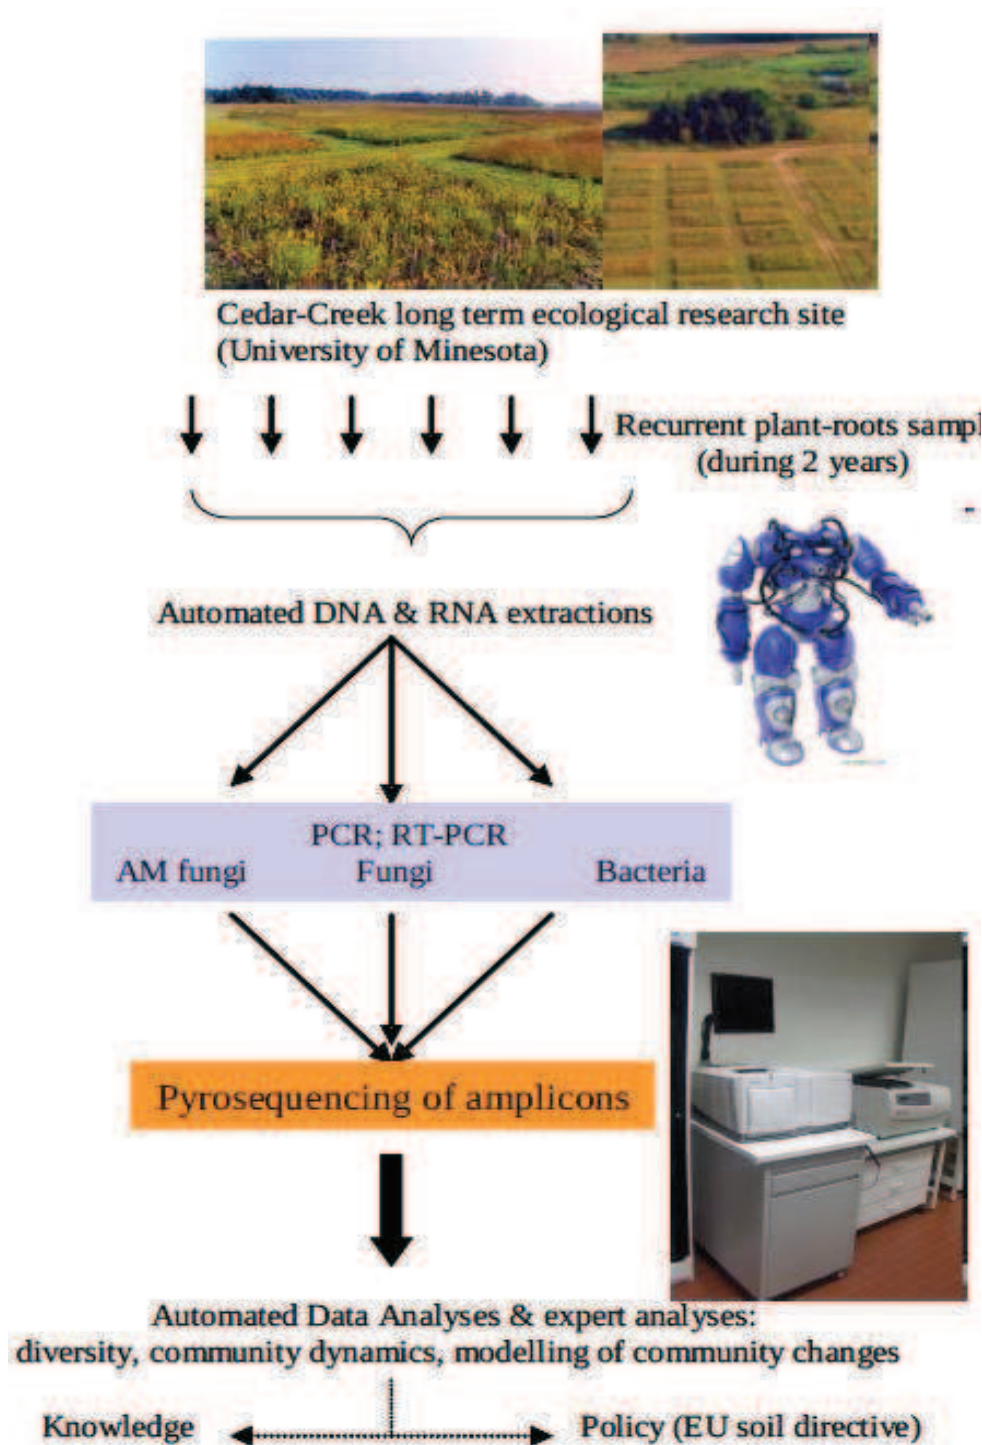 Cedar-Creek long term ecological research site
(University of Minesota)
Recurrent plant-roots sampl
(during 2 years)
-
Automated DNA & RNA extractions
PCR; RT-PCR
AM fungi Fungi Bacteria
Pyrosequencing of amplicons
Automated Data Analyses & expert analyses:
diversity, community dynamics, modelling of community changes
Knowledge Policy (EU soil directive)